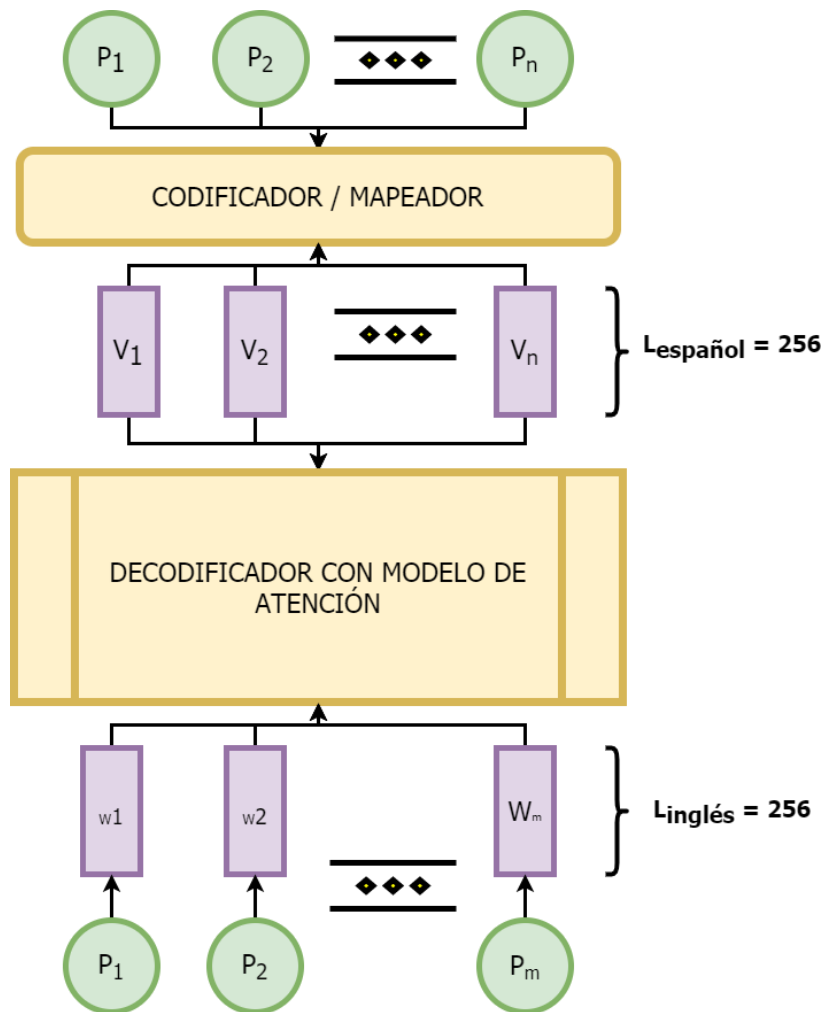 P1 P2 Pn
CODIFICADOR / MAPEADOR
V1 V2 Vn
Lespañol = 256
DECODIFICADOR CON MODELO DE
ATENCIÓN
w1 w2 Wm
Linglés = 256
P1 P2 Pm